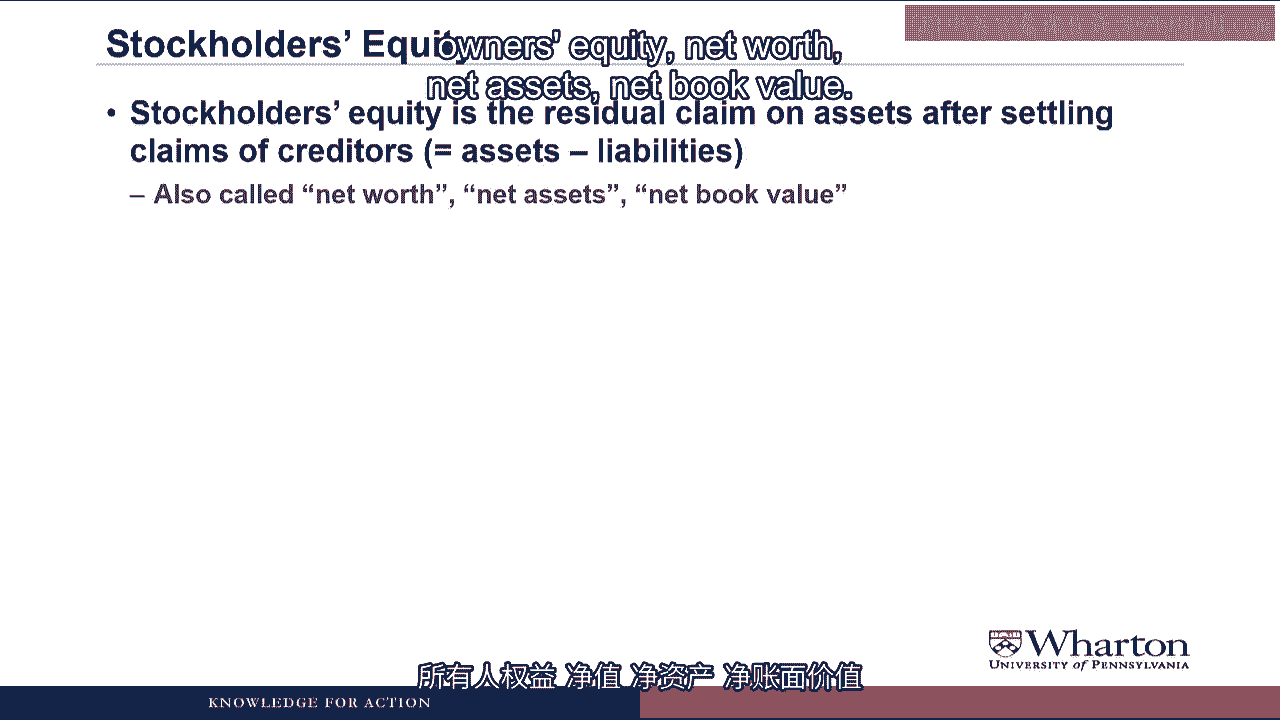 Stockholders’ Equity
owners' equity, net worth,
net assets, net book value.
• Stockholders’ equity is the residual claim on assets after settling
claims of creditors (= assets – liabilities)
– Also called “net worth”, “net assets”, “net book value”
Wharton
UNIVERSITY of PENNSYLVANIA
所有人权益 净值 净资产 净账面价值
KNOWLEDGE FOR ACTION